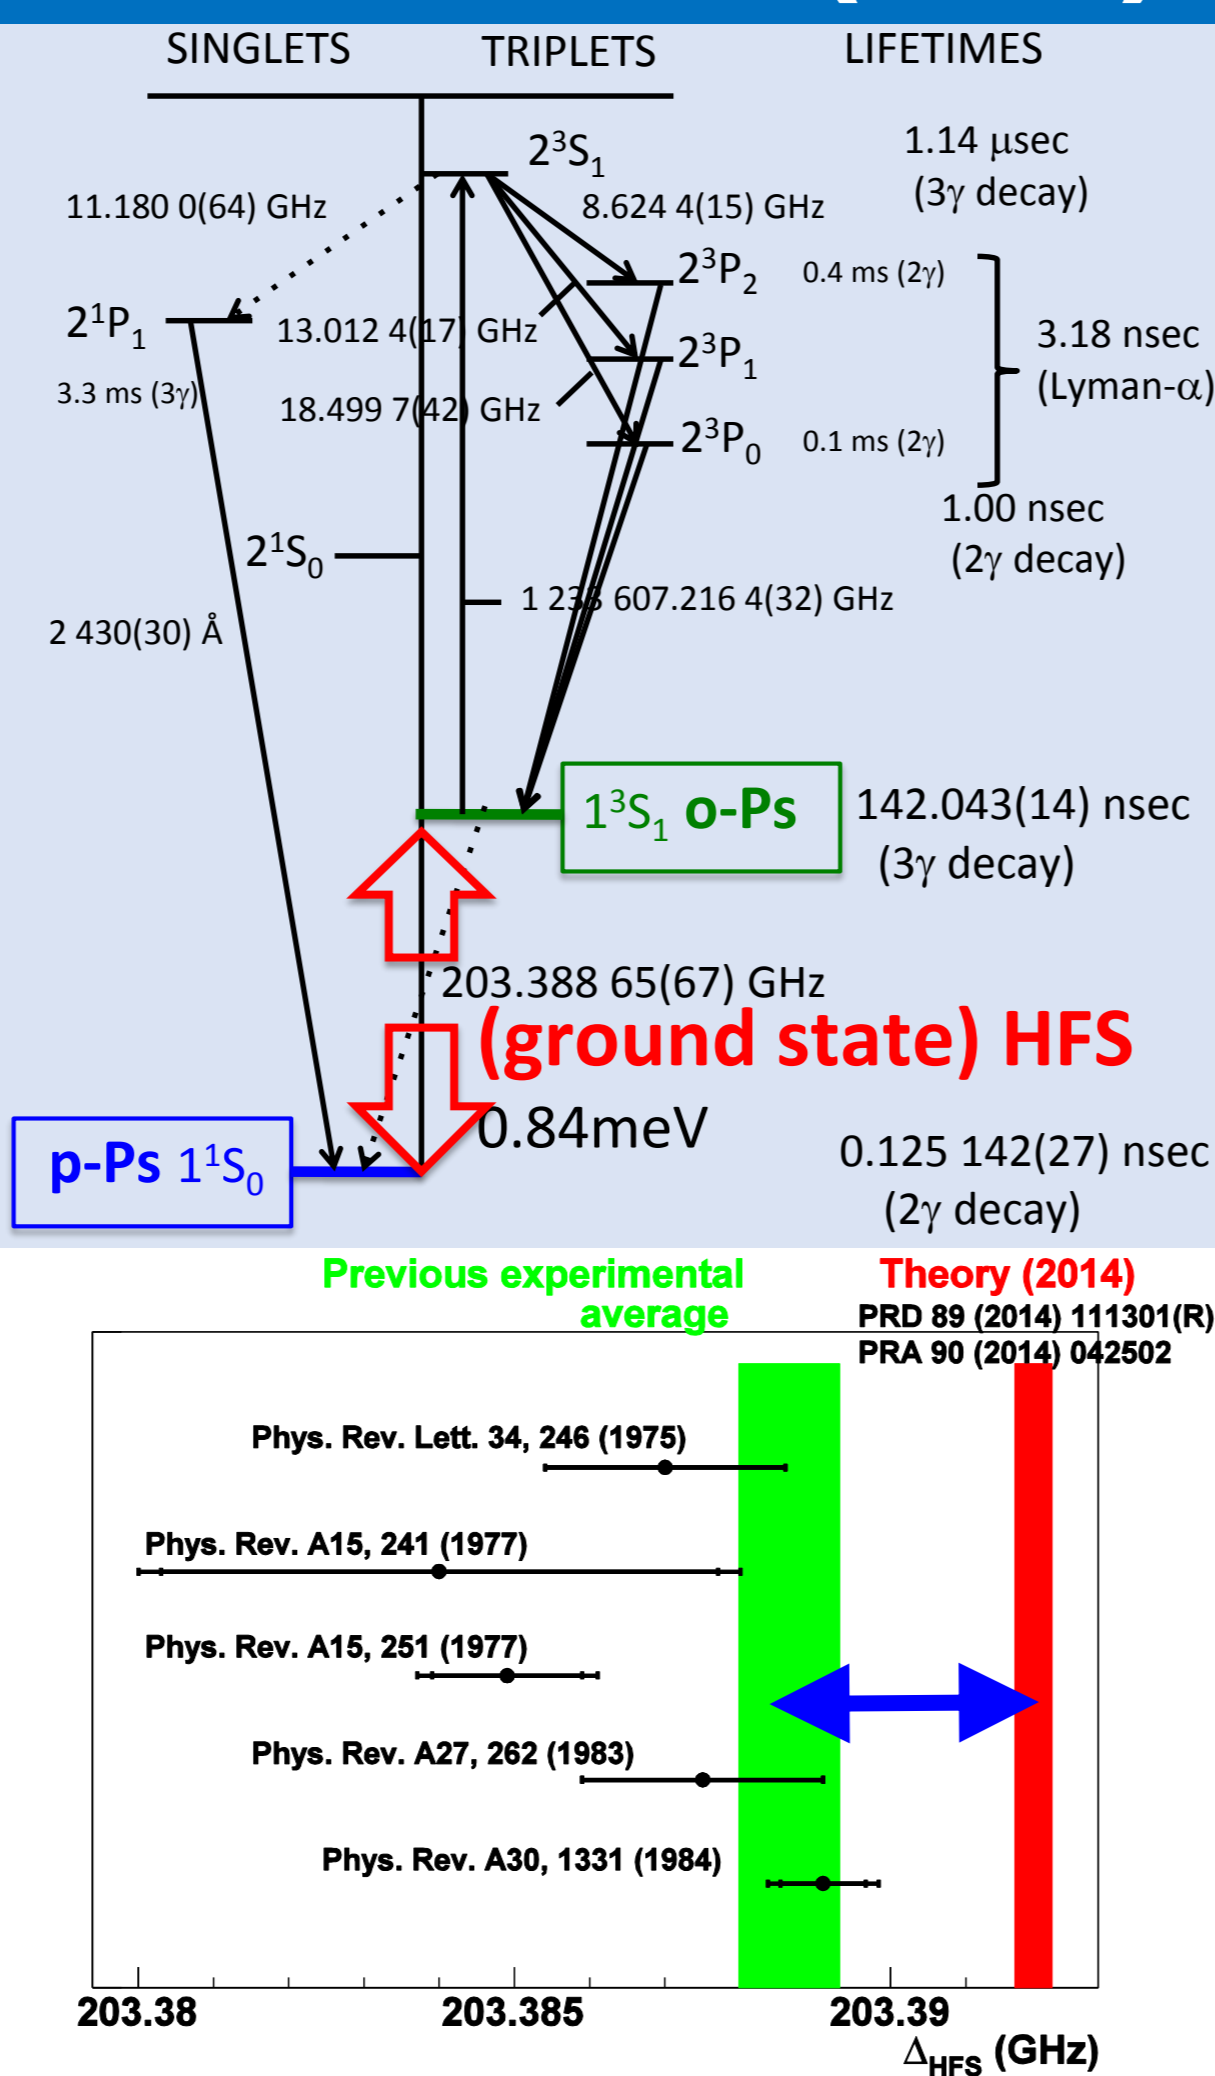 SINGLETS TRIPLETS LIFETIMES
2³S₁
1.14 μsec
(3γ decay)
11.180 0(64) GHz
8.624 4(15) GHz
2³P₂ 0.4 ms (2γ)
2¹P₁
13.012 4(17) GHz
2³P₁
3.18 nsec
(Lyman-α)
3.3 ms (3γ)
18.499 7(42) GHz
2³P₀ 0.1 ms (2γ)
1.00 nsec
(2γ decay)
2¹S₀
1 233 607.216 4(32) GHz
2 430(30) Å
1³S₁ o-Ps
142.043(14) nsec
(3γ decay)
203.388 65(67) GHz
(ground state) HFS
0.84meV
p-Ps 1¹S₀
0.125 142(27) nsec
(2γ decay)
Previous experimental
average
Theory (2014)
PRD 89 (2014) 111301(R)
PRA 90 (2014) 042502
Phys. Rev. Lett. 34, 246 (1975)
Phys. Rev. A15, 241 (1977)
Phys. Rev. A15, 251 (1977)
Phys. Rev. A27, 262 (1983)
Phys. Rev. A30, 1331 (1984)
203.38 203.385 203.39
Δ_HFS (GHz)